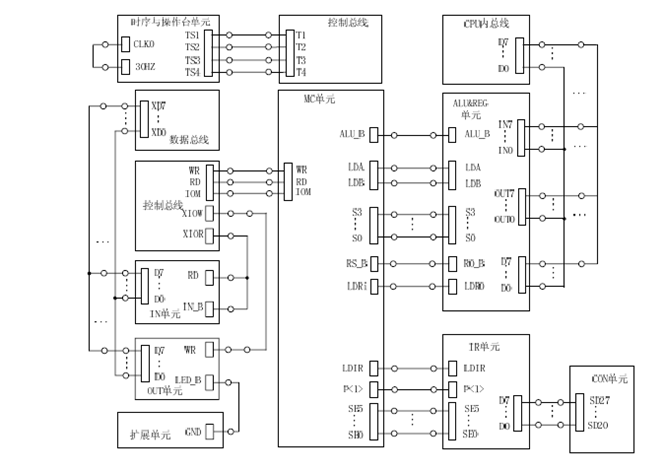 时序与操作台单元
CLK0
30HZ
TS1
TS2
TS3
TS4
控制总线
T1
T2
T3
T4
CPU内总线
D7
D0
XD7
XD0
数据总线
MC单元
ALU_B
LDA
LDB
S3
S0
RS_B
LDRi
LDIR
P<1>
SE5
SE0
WR
RD
IOM
ALU&REG
单元
ALU_B
LDA
LDB
S3
S0
R0_B
LDR0
IN7
IN0
OUT7
OUT0
D7
D0
控制总线
WR
RD
IOM
XIOW
XIOR
D7
D0
RD
IN_B
IN单元
D7
D0
WR
LED_B
OUT单元
扩展单元
GND
IR单元
LDIR
P<1>
SE5
SE0
D7
D0
CON单元
SD27
SD20